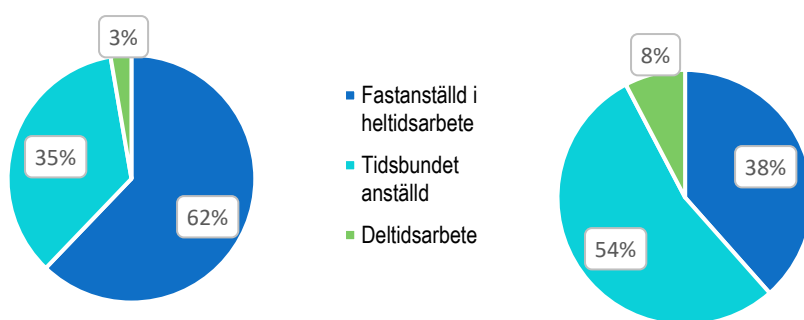 3%
35%
62%
Fastanställd i
heltidsarbete
Tidsbundet
anställd
Deltidsarbete
8%
38%
54%